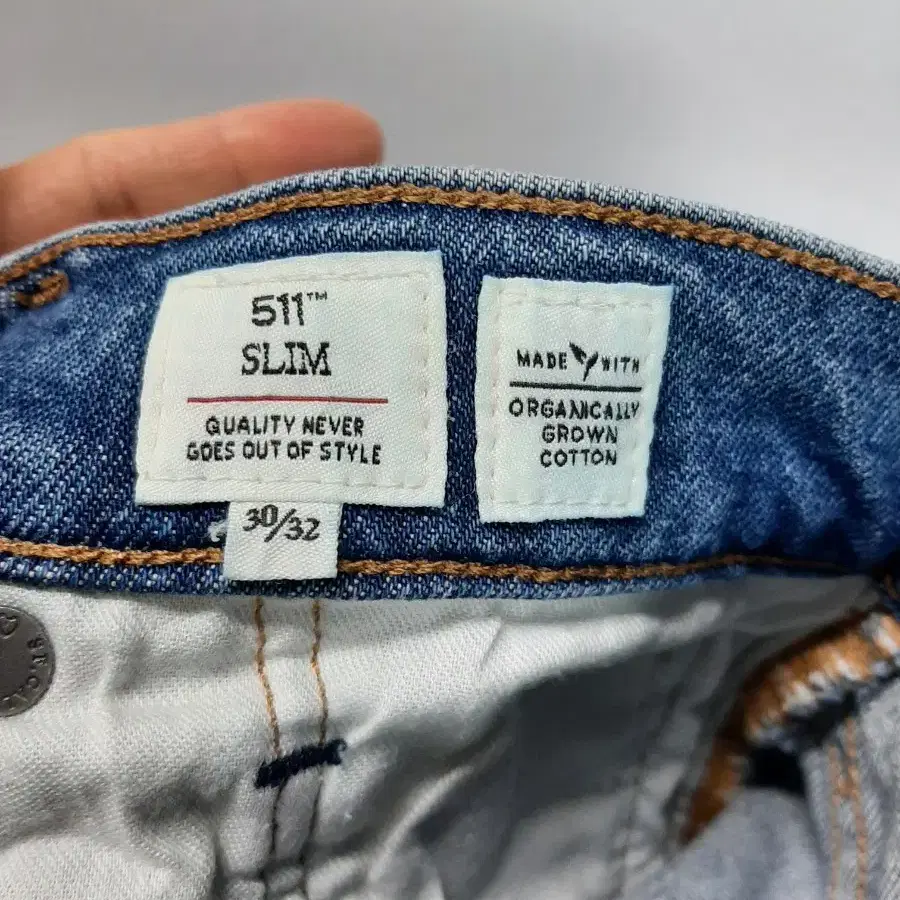 511™
SLIM
QUALITY NEVER
GOES OUT OF STYLE
30/32
MADE WITH
ORGANICALLY
GROWN
COTTON